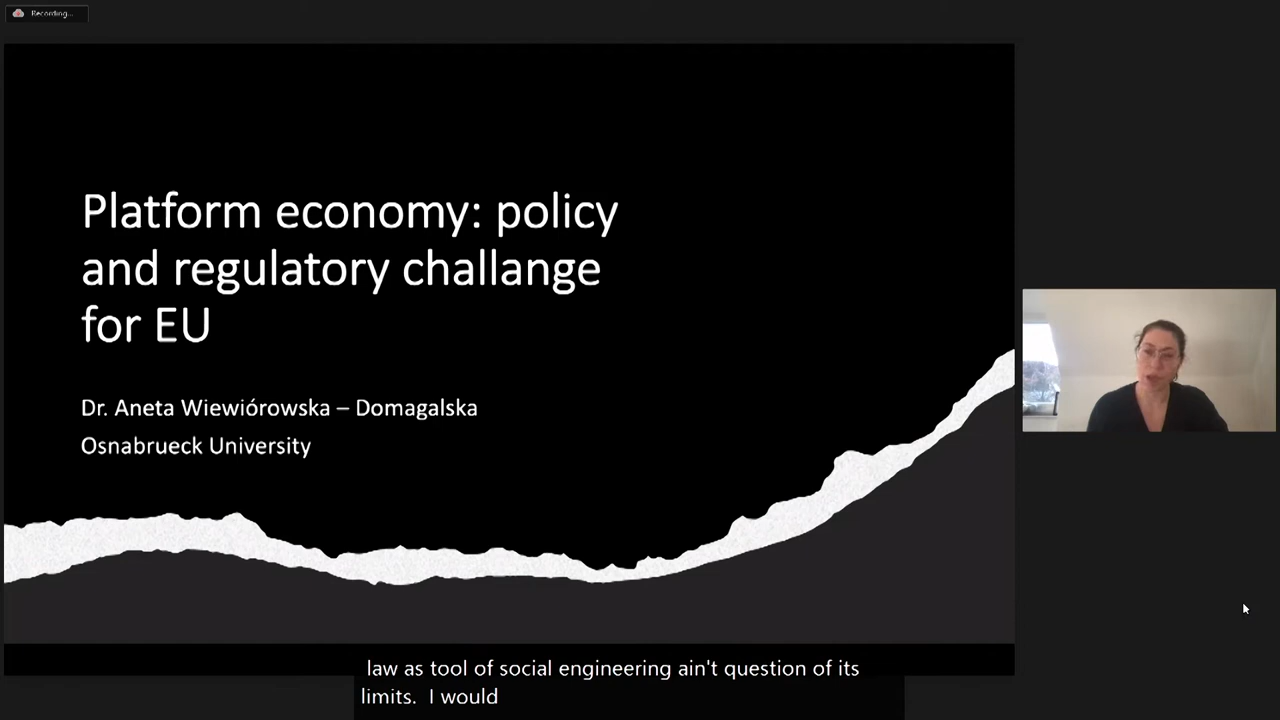 Recording...
Platform economy: policy
and regulatory challange
for EU
Dr. Aneta Wiewiórowska – Domagalska
Osnabrueck University
law as tool of social engineering ain't question of its
limits.  I would